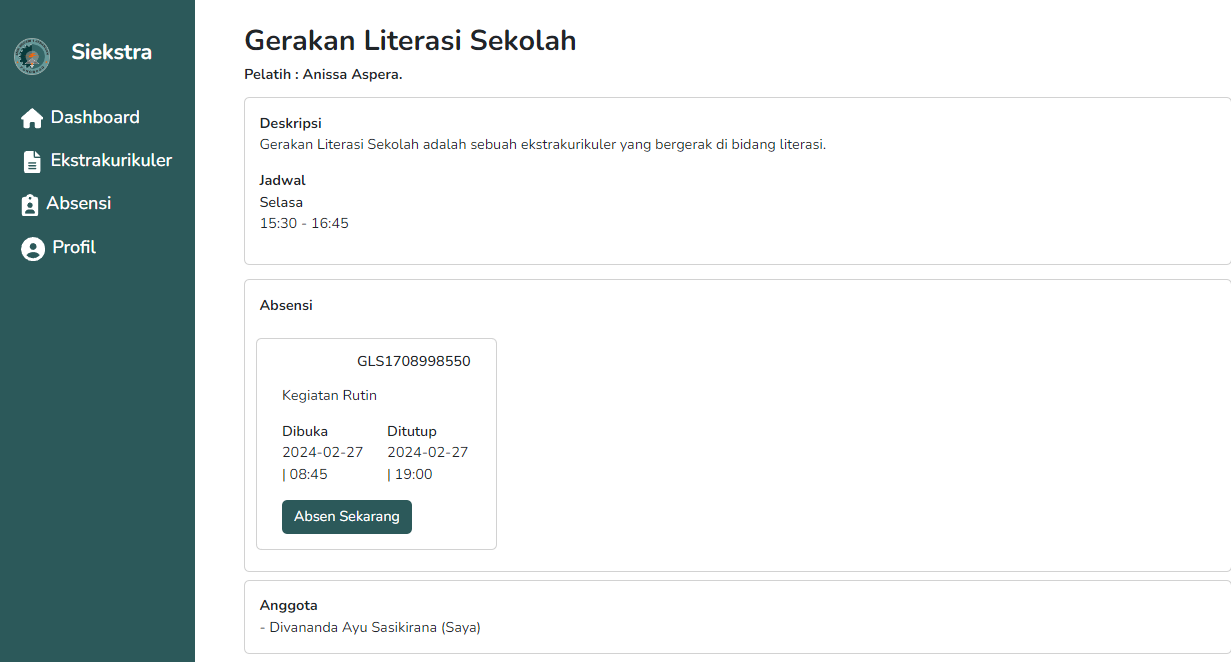 Siekstra
Dashboard
Ekstrakurikuler
Absensi
Profil
Gerakan Literasi Sekolah
Pelatih : Anissa Aspera.
Deskripsi
Gerakan Literasi Sekolah adalah sebuah ekstrakurikuler yang bergerak di bidang literasi.
Jadwal
Selasa
15:30 - 16:45
Absensi
GLS1708998550
Kegiatan Rutin
Dibuka Ditutup
2024-02-27 2024-02-27
| 08:45 | 19:00
Absen Sekarang
Anggota
- Divananda Ayu Sasikirana (Saya)